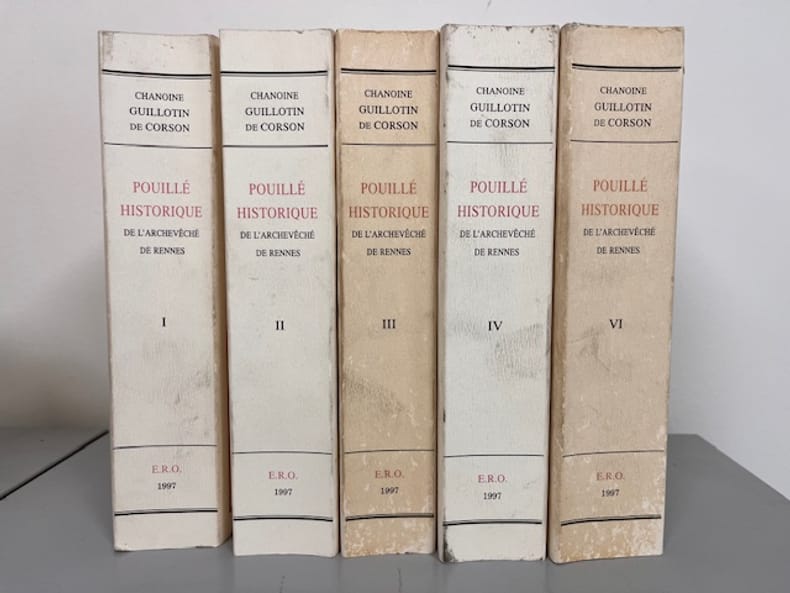 CHANOINE
GUILLOTIN
DE CORSON
POUILLÉ
HISTORIQUE
DE L'ARCHEVÊCHÉ
DE RENNES
I
E.R.O.
1997
CHANOINE
GUILLOTIN
DE CORSON
POUILLÉ
HISTORIQUE
DE L'ARCHEVÊCHÉ
DE RENNES
II
E.R.O.
1997
CHANOINE
GUILLOTIN
DE CORSON
POUILLÉ
HISTORIQUE
DE L'ARCHEVÊCHÉ
DE RENNES
III
E.R.O.
1997
CHANOINE
GUILLOTIN
DE CORSON
POUILLÉ
HISTORIQUE
DE L'ARCHEVÊCHÉ
DE RENNES
IV
E.R.O.
1997
CHANOINE
GUILLOTIN
DE CORSON
POUILLÉ
HISTORIQUE
DE L'ARCHEVÊCHÉ
DE RENNES
VI
E.R.O.
1997